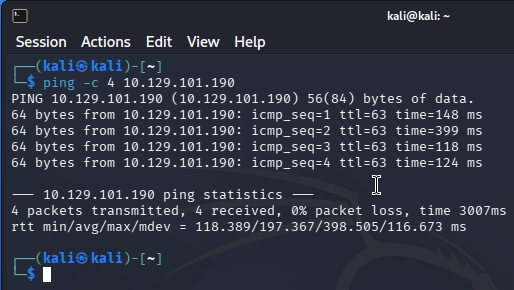 kali@kali: ~
Session Actions Edit View Help
┌──(kali㉿kali)-[~]
└─$ ping -c 4 10.129.101.190
PING 10.129.101.190 (10.129.101.190) 56(84) bytes of data.
64 bytes from 10.129.101.190: icmp_seq=1 ttl=63 time=148 ms
64 bytes from 10.129.101.190: icmp_seq=2 ttl=63 time=399 ms
64 bytes from 10.129.101.190: icmp_seq=3 ttl=63 time=118 ms
64 bytes from 10.129.101.190: icmp_seq=4 ttl=63 time=124 ms
--- 10.129.101.190 ping statistics ---
4 packets transmitted, 4 received, 0% packet loss, time 3007ms
rtt min/avg/max/mdev = 118.389/197.367/398.505/116.673 ms
┌──(kali㉿kali)-[~]
└─$